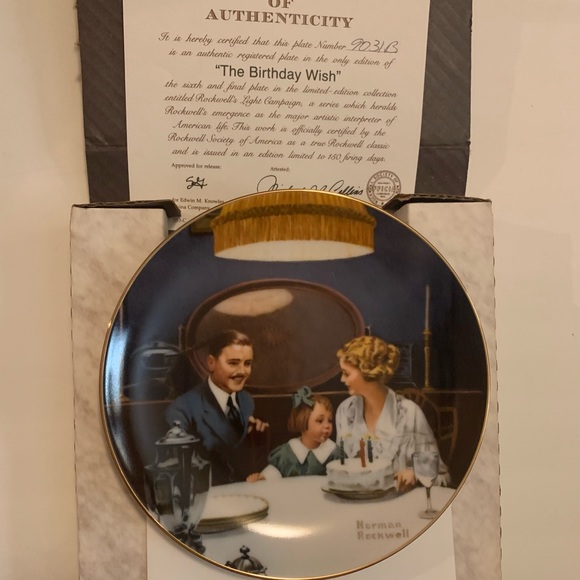 OF
AUTHENTICITY
It is hereby certified that this plate Number 9031B
is an authentic registered plate in the only edition of
"The Birthday Wish"
the sixth and final plate in the limited-edition collection
entitled Rockwell's Light Campaign, a series which heralds
Rockwell's emergence as the major artistic interpreter of
American life. This work is officially certified by the
Rockwell Society of America as a true Rockwell classic
and is issued in an edition limited to 150 firing days.
Approved for release: Attested:
for Edwin M. Knowles
Norman
Rockwell